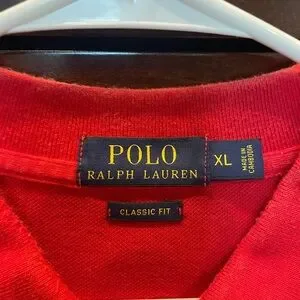 POLO
RALPH LAUREN
XL
MADE IN
CAMBODIA
CLASSIC FIT